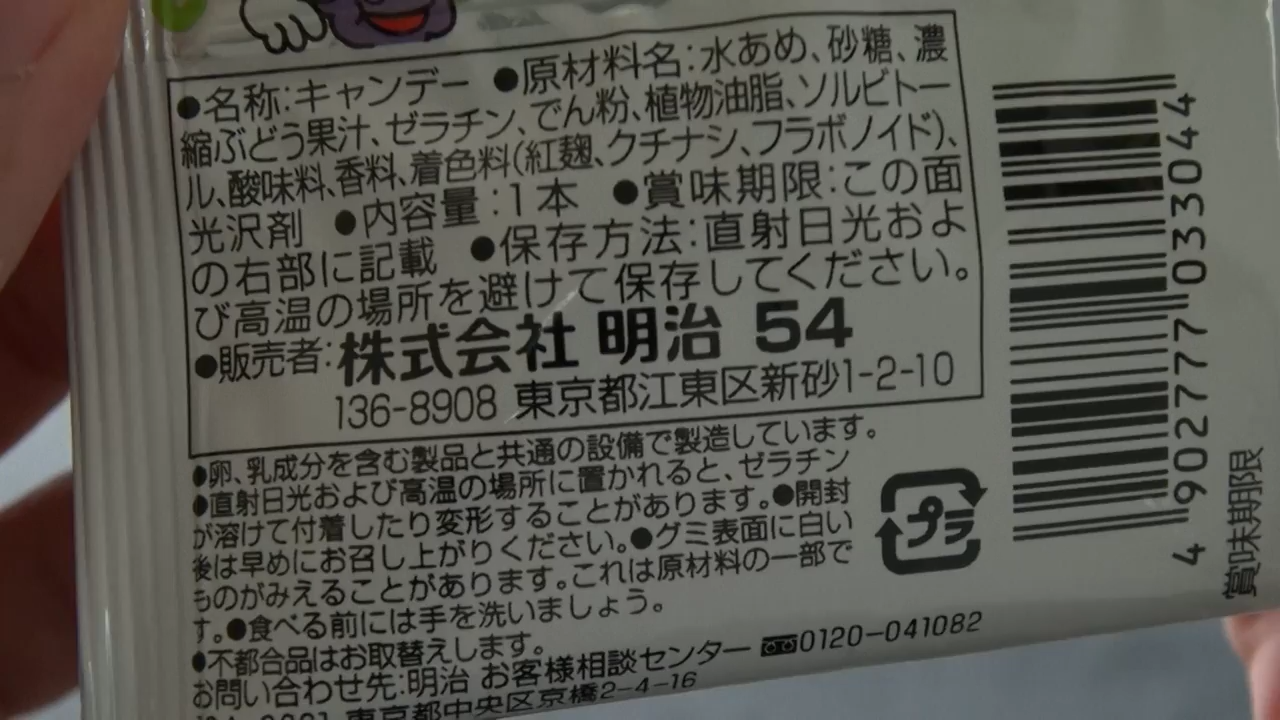 ●名称:キャンデー ●原材料名:水あめ、砂糖、濃
縮ぶどう果汁、ゼラチン、でん粉、植物油脂、ソルビトー
ル、酸味料、香料、着色料(紅麹、クチナシ、フラボノイド)、
光沢剤 ●内容量:1本 ●賞味期限:この面
の右部に記載 ●保存方法:直射日光およ
び高温の場所を避けて保存してください。
●販売者:株式会社 明治 54
136-8908 東京都江東区新砂1-2-10
●卵、乳成分を含む製品と共通の設備で製造しています。
●直射日光および高温の場所に置かれると、ゼラチン
が溶けて付着したり変形することがあります。●開封
後は早めにお召し上がりください。●グミ表面に白い
ものがみえることがあります。これは原材料の一部で
す。●食べる前には手を洗いましょう。
●不都合品はお取替えします。
お問い合わせ先:明治 お客様相談センター 0120-041082
東京都中央区京橋2-4-16
プラ
4902777033044
賞味期限